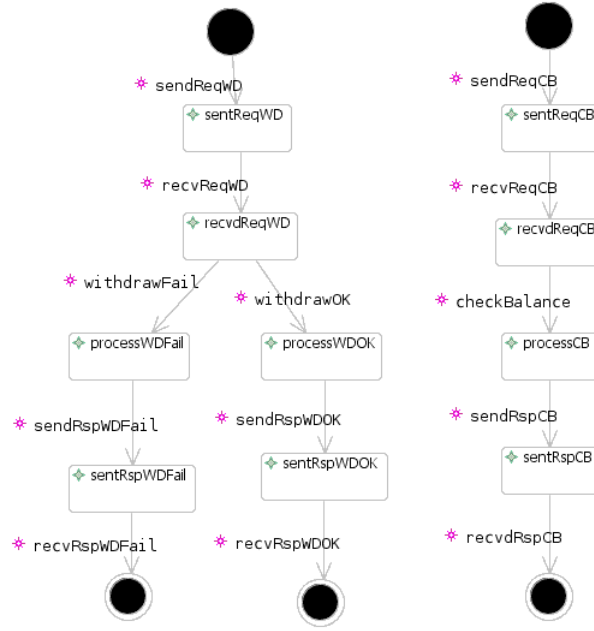 sendReqWD
sendReqCB
sentReqWD
sentReqCB
recvReqWD
recvReqCB
recvdReqWD
recvdReqCB
withdrawFail
withdrawOK
checkBalance
processWDFail
processWDOK
processCB
sendRspWDFail
sendRspWDOK
sendRspCB
sentRspWDFail
sentRspWDOK
sentRspCB
recvRspWDFail
recvRspWDOK
recvdRspCB